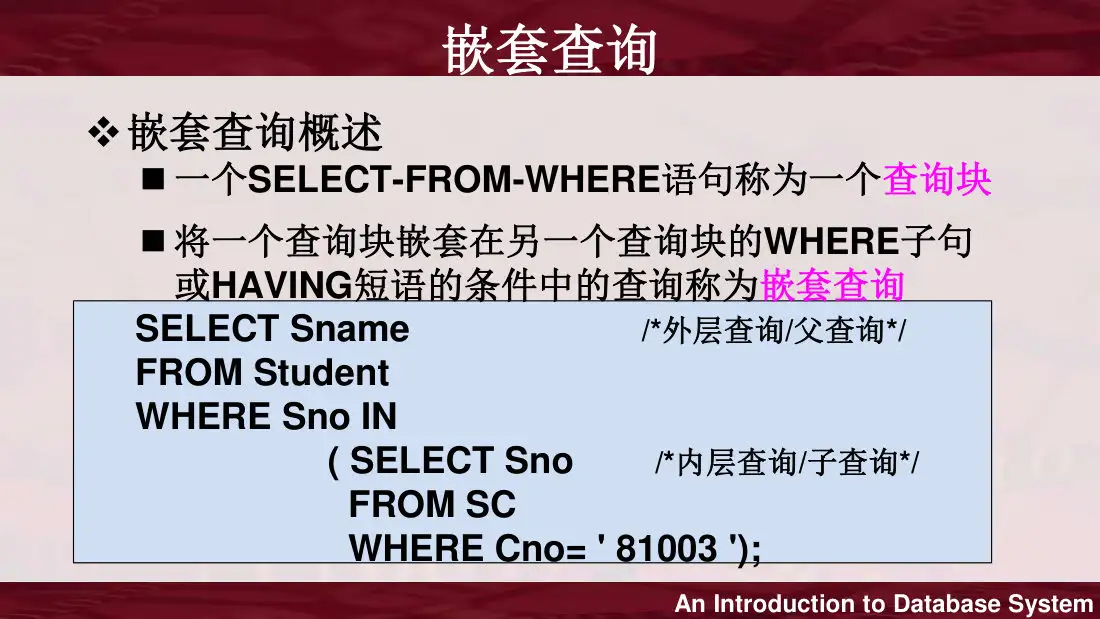 嵌套查询
嵌套查询概述
一个SELECT-FROM-WHERE语句称为一个查询块
将一个查询块嵌套在另一个查询块的WHERE子句
或HAVING短语的条件中的查询称为嵌套查询
SELECT Sname /*外层查询/父查询*/
FROM Student
WHERE Sno IN
( SELECT Sno /*内层查询/子查询*/
FROM SC
WHERE Cno= ' 81003 ');
An Introduction to Database System